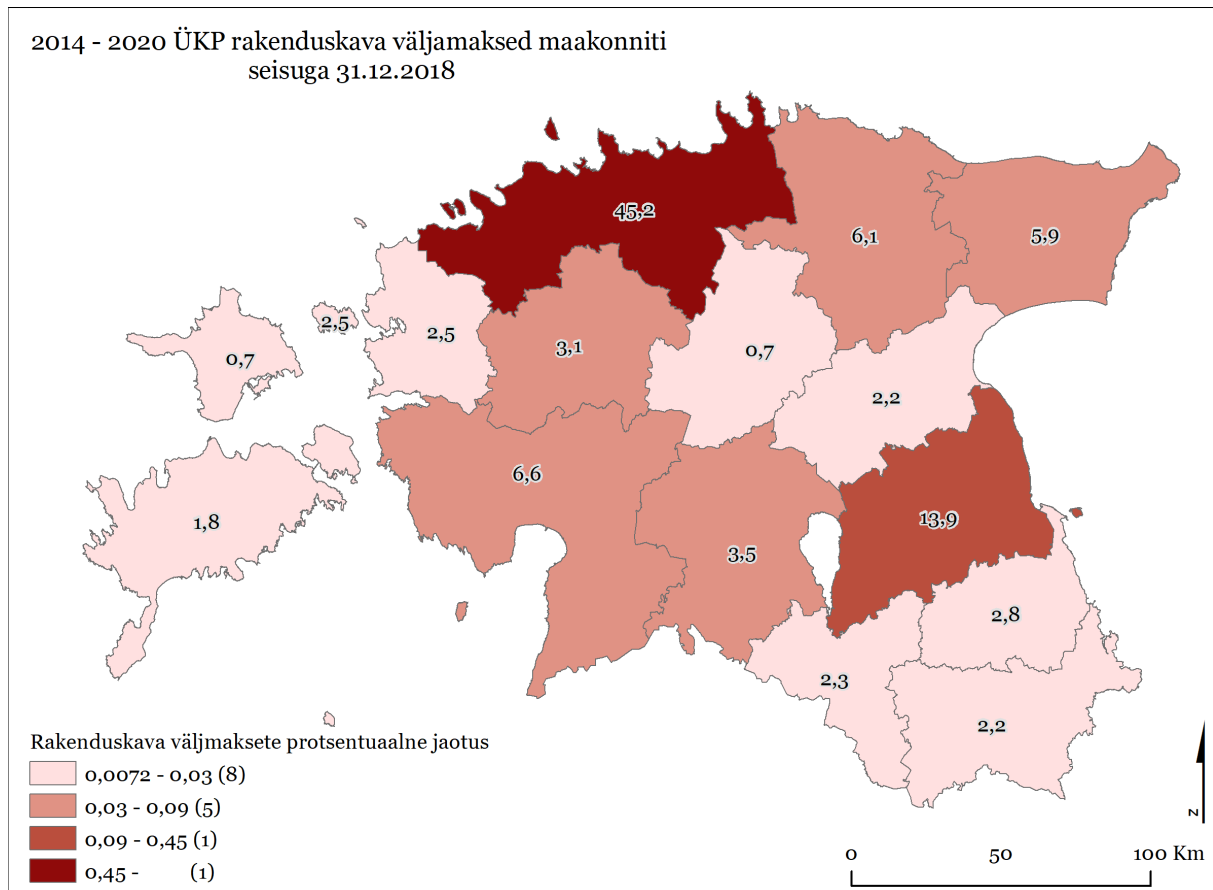 2014 - 2020 ÜKP rakenduskava väljamaksed maakonniti
seisuga 31.12.2018
45,2
6,1
5,9
2,5
2,5
0,7
3,1
0,7
2,2
6,6
1,8
13,9
3,5
2,8
2,3
2,2
Rakenduskava väljmaksete protsentuaalne jaotus
0,0072 - 0,03 (8)
0,03 - 0,09 (5)
0,09 - 0,45 (1)
0,45 - (1)
N
0 50 100 Km